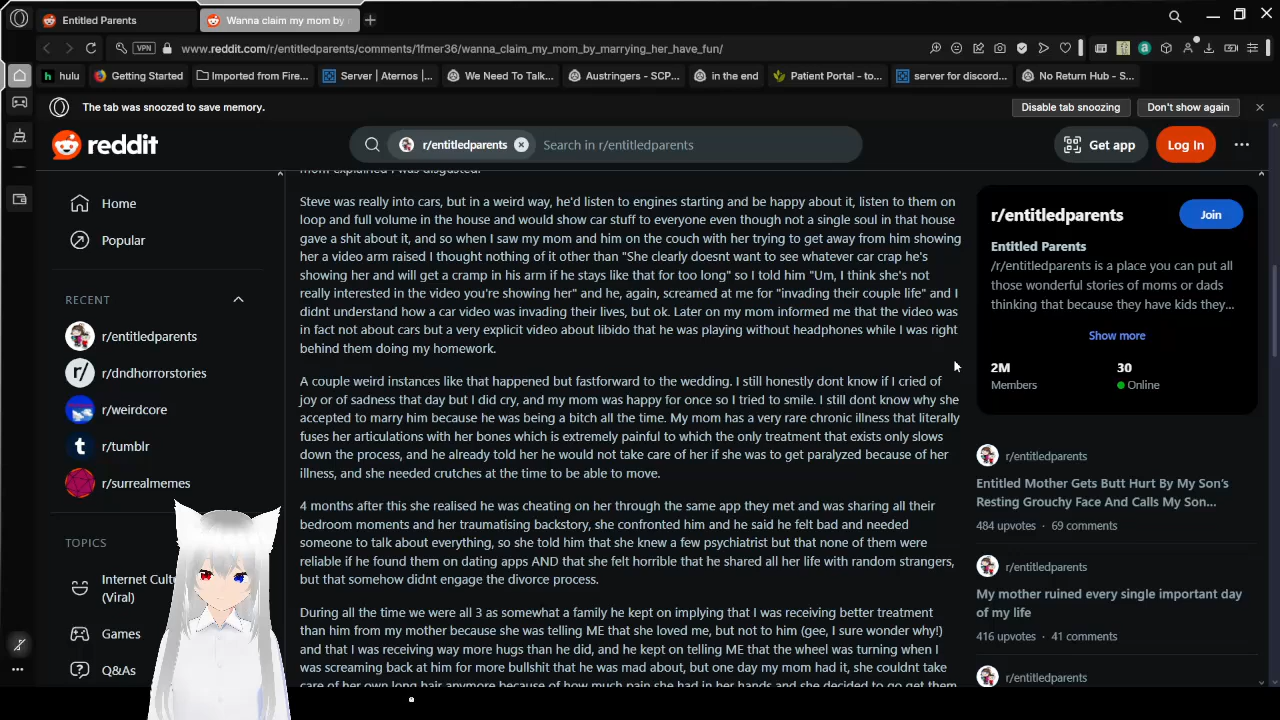 Entitled Parents
Wanna claim my mom by
VPN
www.reddit.com/r/entitledparents/comments/1fmer36/wanna_claim_my_mom_by_marrying_her_have_fun/
hulu
Getting Started
Imported from Fire...
Server | Aternos |...
We Need To Talk...
Austringers - SCP...
in the end
Patient Portal - to...
server for discord...
No Return Hub - S...
The tab was snoozed to save memory.
Disable tab snoozing
Don't show again
reddit
r/entitledparents
Search in r/entitledparents
Get app
Log In
Home
Popular
RECENT
r/entitledparents
r/dndhorrorstories
r/weirdcore
r/tumblr
r/surrealmemes
TOPICS
Internet Cult
(Viral)
Games
Q&As
mom explained I was disgusted.
Steve was really into cars, but in a weird way, he'd listen to engines starting and be happy about it, listen to them on
loop and full volume in the house and would show car stuff to everyone even though not a single soul in that house
gave a shit about it, and so when I saw my mom and him on the couch with her trying to get away from him showing
her a video arm raised I thought nothing of it other than "She clearly doesnt want to see whatever car crap he's
showing her and will get a cramp in his arm if he stays like that for too long" so I told him "Um, I think she's not
really interested in the video you're showing her" and he, again, screamed at me for "invading their couple life" and I
didnt understand how a car video was invading their lives, but ok. Later on my mom informed me that the video was
in fact not about cars but a very explicit video about libido that he was playing without headphones while I was right
behind them doing my homework.
A couple weird instances like that happened but fastforward to the wedding. I still honestly dont know if I cried of
joy or of sadness that day but I did cry, and my mom was happy for once so I tried to smile. I still dont know why she
accepted to marry him because he was being a bitch all the time. My mom has a very rare chronic illness that literally
fuses her articulations with her bones which is extremely painful to which the only treatment that exists only slows
down the process, and he already told her he would not take care of her if she was to get paralyzed because of her
illness, and she needed crutches at the time to be able to move.
4 months after this she realised he was cheating on her through the same app they met and was sharing all their
bedroom moments and her traumatising backstory, she confronted him and he said he felt bad and needed
someone to talk about everything, so she told him that she knew a few psychiatrist but that none of them were
reliable if he found them on dating apps AND that she felt horrible that he shared all her life with random strangers,
but that somehow didnt engage the divorce process.
During all the time we were all 3 as somewhat a family he kept on implying that I was receiving better treatment
than him from my mother because she was telling ME that she loved me, but not to him (gee, I sure wonder why!)
and that I was receiving way more hugs than he did, and he kept on telling ME that the wheel was turning when I
was screaming back at him for more bullshit that he was mad about, but one day my mom had it, she couldnt take
care of her own long hair anymore because of how much pain she had in her hands and she decided to go get them
r/entitledparents
Join
Entitled Parents
/r/entitledparents is a place you can put all
those wonderful stories of moms or dads
thinking that because they have kids they...
Show more
2M
Members
30
Online
r/entitledparents
Entitled Mother Gets Butt Hurt By My Son's
Resting Grouchy Face And Calls My Son...
484 upvotes · 69 comments
r/entitledparents
My mother ruined every single important day
of my life
416 upvotes · 41 comments
r/entitledparents